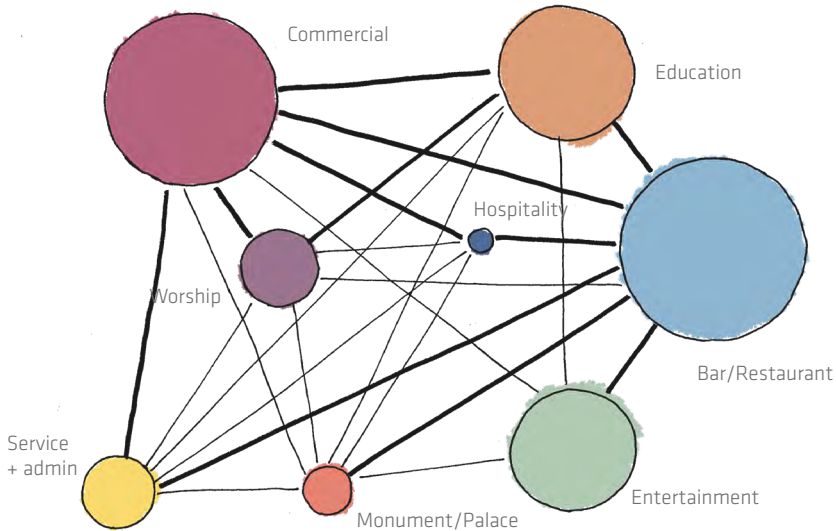 Commercial
Education
Hospitality
Worship
Bar/Restaurant
Service
+ admin
Entertainment
Monument/Palace